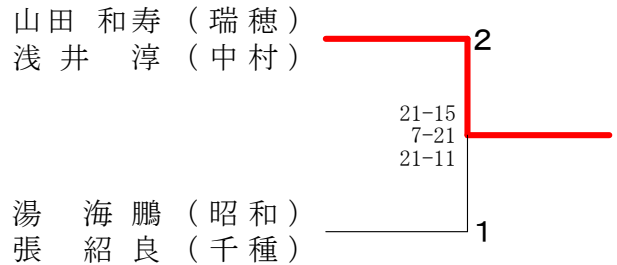 山田 和寿（瑞穂）
浅井 淳（中村）
2
21-15
7-21
21-11
湯 海鵬（昭和）
張 紹良（千種）
1